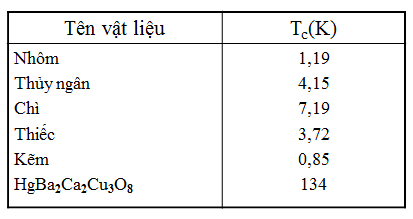 Tên vật liệu Tc(K)
Nhôm 1,19
Thủy ngân 4,15
Chì 7,19
Thiếc 3,72
Kẽm 0,85
HgBa2Ca2Cu3O8 134